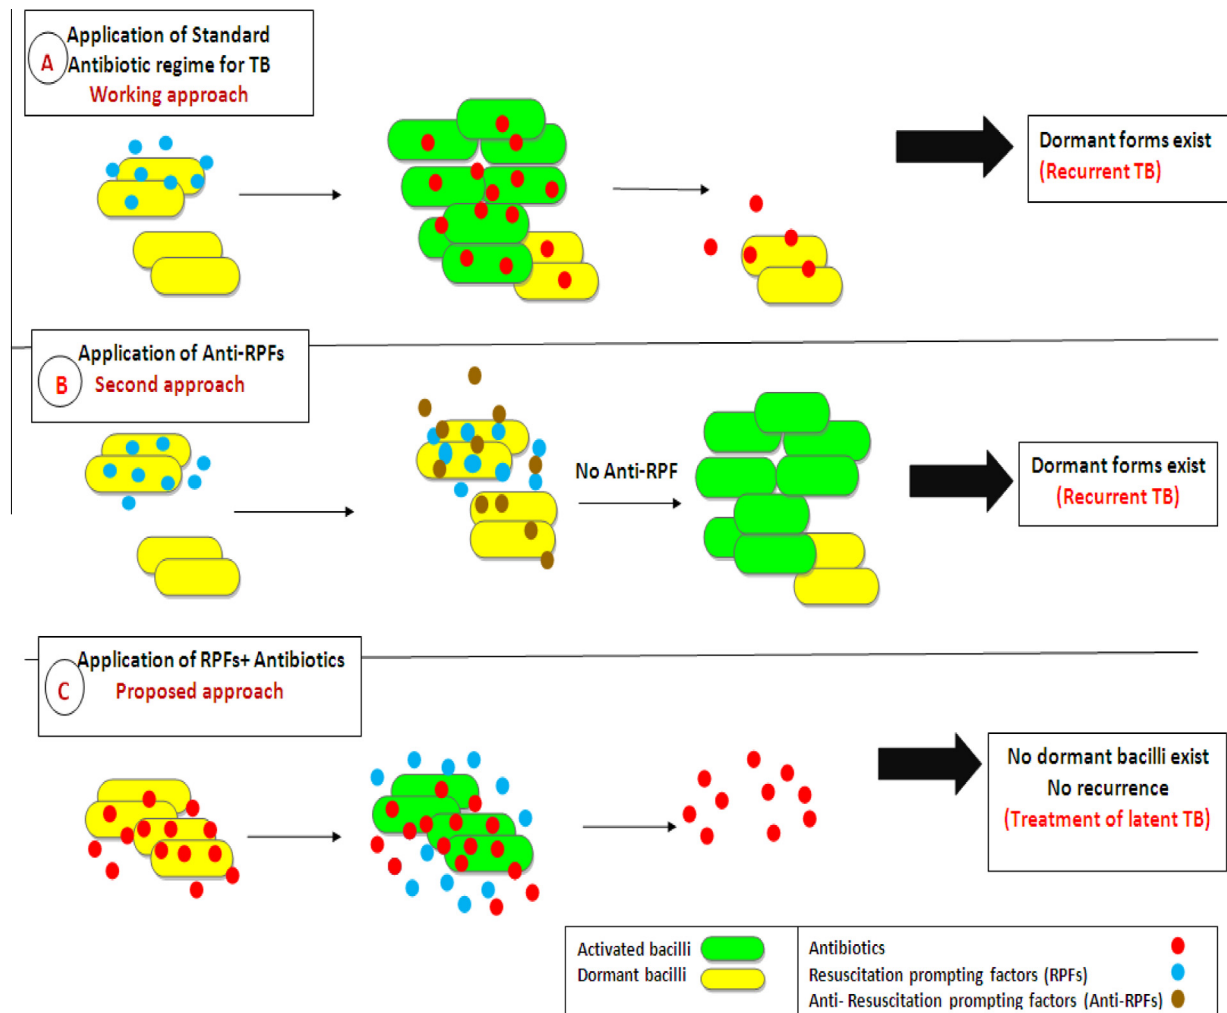 A
Application of Standard
Antibiotic regime for TB
Working approach
Dormant forms exist
(Recurrent TB)
B
Application of Anti-RPFs
Second approach
No Anti-RPF
Dormant forms exist
(Recurrent TB)
C
Application of RPFs+ Antibiotics
Proposed approach
No dormant bacilli exist
No recurrence
(Treatment of latent TB)
Activated bacilli
Dormant bacilli
Antibiotics
Resuscitation prompting factors (RPFs)
Anti- Resuscitation prompting factors (Anti-RPFs)